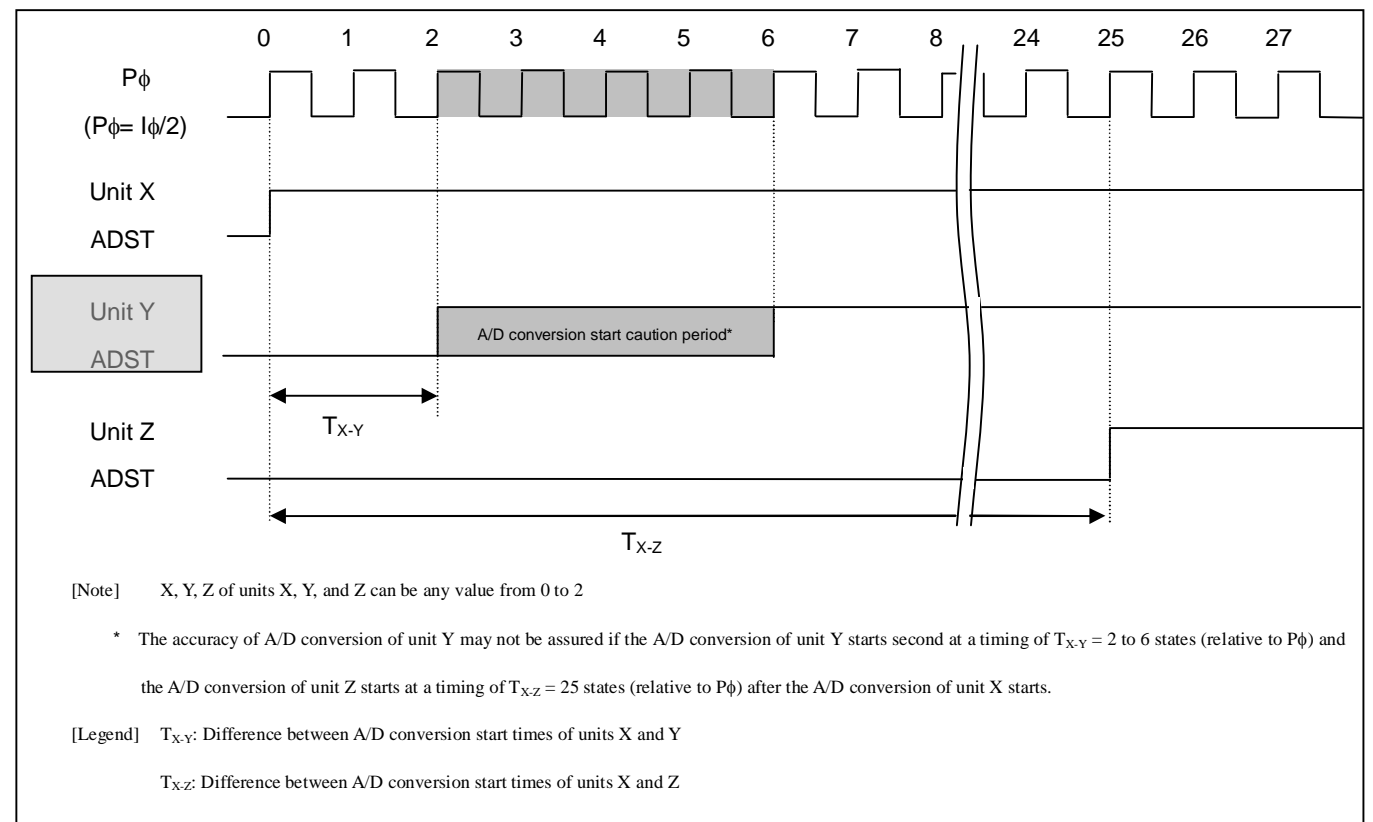 0 1 2 3 4 5 6 7 8 24 25 26 27
Pϕ
(Pϕ= Iϕ/2)
Unit X
ADST
Unit Y
A/D conversion start caution period*
ADST
TX-Y
Unit Z
ADST
TX-Z
[Note] X, Y, Z of units X, Y, and Z can be any value from 0 to 2
* The accuracy of A/D conversion of unit Y may not be assured if the A/D conversion of unit Y starts second at a timing of TX-Y = 2 to 6 states (relative to Pϕ) and
the A/D conversion of unit Z starts at a timing of TX-Z = 25 states (relative to Pϕ) after the A/D conversion of unit X starts.
[Legend] TX-Y: Difference between A/D conversion start times of units X and Y
TX-Z: Difference between A/D conversion start times of units X and Z